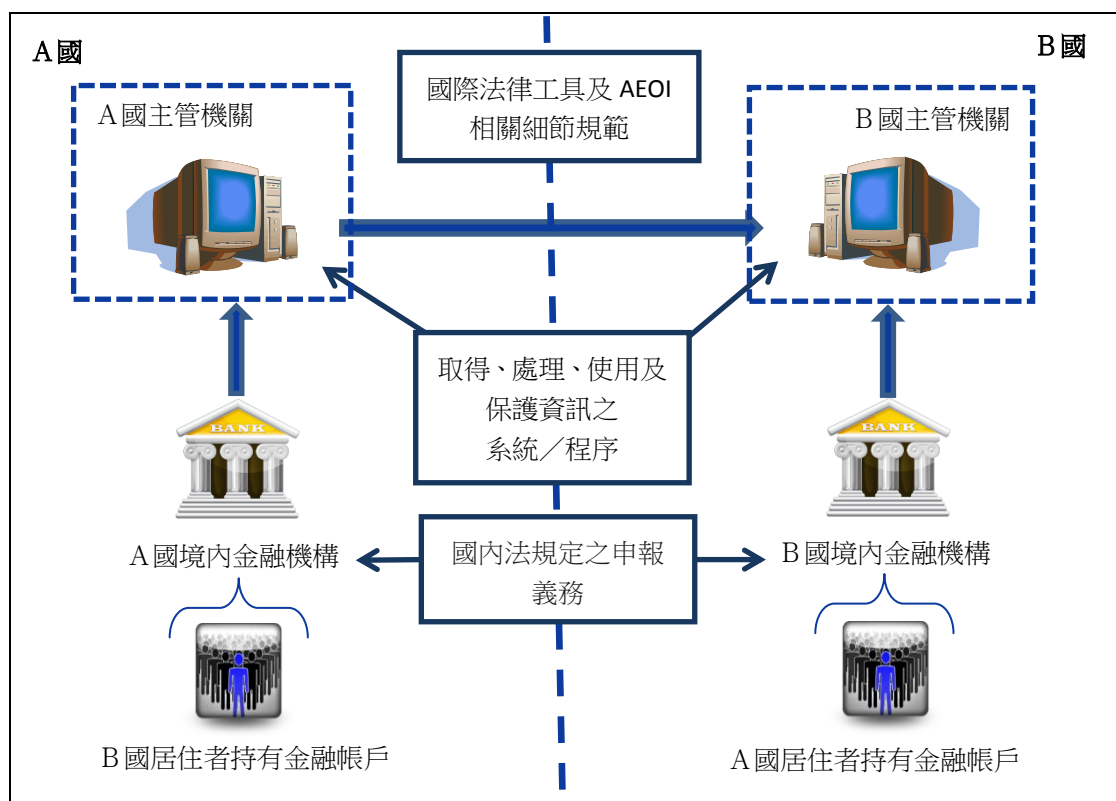 A國
B國
A國主管機關
國際法律工具及 AEOI
相關細節規範
B國主管機關
取得、處理、使用及
保護資訊之
系統／程序
BANK
BANK
A國境內金融機構
國內法規定之申報
義務
B國境內金融機構
B國居住者持有金融帳戶
A國居住者持有金融帳戶